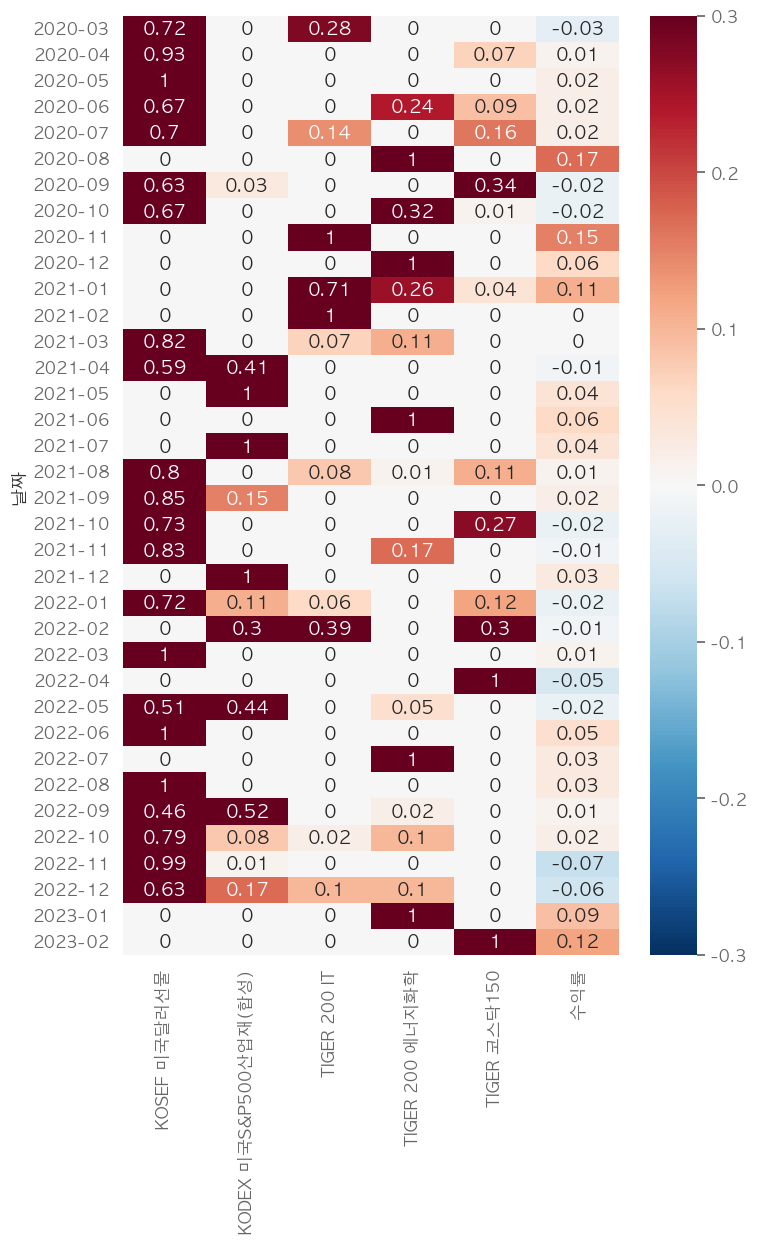 2020-03 0.72 0 0.28 0 0 -0.03
2020-04 0.93 0 0 0 0.07 0.01
2020-05 1 0 0 0 0 0.02
2020-06 0.67 0 0 0.24 0.09 0.02
2020-07 0.7 0 0.14 0 0.16 0.02
2020-08 0 0 0 1 0 0.17
2020-09 0.63 0.03 0 0 0.34 -0.02
2020-10 0.67 0 0 0.32 0.01 -0.02
2020-11 0 0 1 0 0 0.15
2020-12 0 0 0 1 0 0.06
2021-01 0 0 0.71 0.26 0.04 0.11
2021-02 0 0 1 0 0 0
2021-03 0.82 0 0.07 0.11 0 0
2021-04 0.59 0.41 0 0 0 -0.01
2021-05 0 1 0 0 0 0.04
2021-06 0 0 0 1 0 0.06
2021-07 0 1 0 0 0 0.04
2021-08 0.8 0 0.08 0.01 0.11 0.01
2021-09 0.85 0.15 0 0 0 0.02
2021-10 0.73 0 0 0 0.27 -0.02
2021-11 0.83 0 0 0.17 0 -0.01
2021-12 0 1 0 0 0 0.03
2022-01 0.72 0.11 0.06 0 0.12 -0.02
2022-02 0 0.3 0.39 0 0.3 -0.01
2022-03 1 0 0 0 0 0.01
2022-04 0 0 0 0 1 -0.05
2022-05 0.51 0.44 0 0.05 0 -0.02
2022-06 1 0 0 0 0 0.05
2022-07 0 0 0 1 0 0.03
2022-08 1 0 0 0 0 0.03
2022-09 0.46 0.52 0 0.02 0 0.01
2022-10 0.79 0.08 0.02 0.1 0 0.02
2022-11 0.99 0.01 0 0 0 -0.07
2022-12 0.63 0.17 0.1 0.1 0 -0.06
2023-01 0 0 0 1 0 0.09
2023-02 0 0 0 0 1 0.12
날짜
KOSEF 미국달러선물
KODEX 미국S&P500산업재(합성)
TIGER 200 IT
TIGER 200 에너지화학
TIGER 코스닥150
수익률
0.3
0.2
0.1
0.0
-0.1
-0.2
-0.3